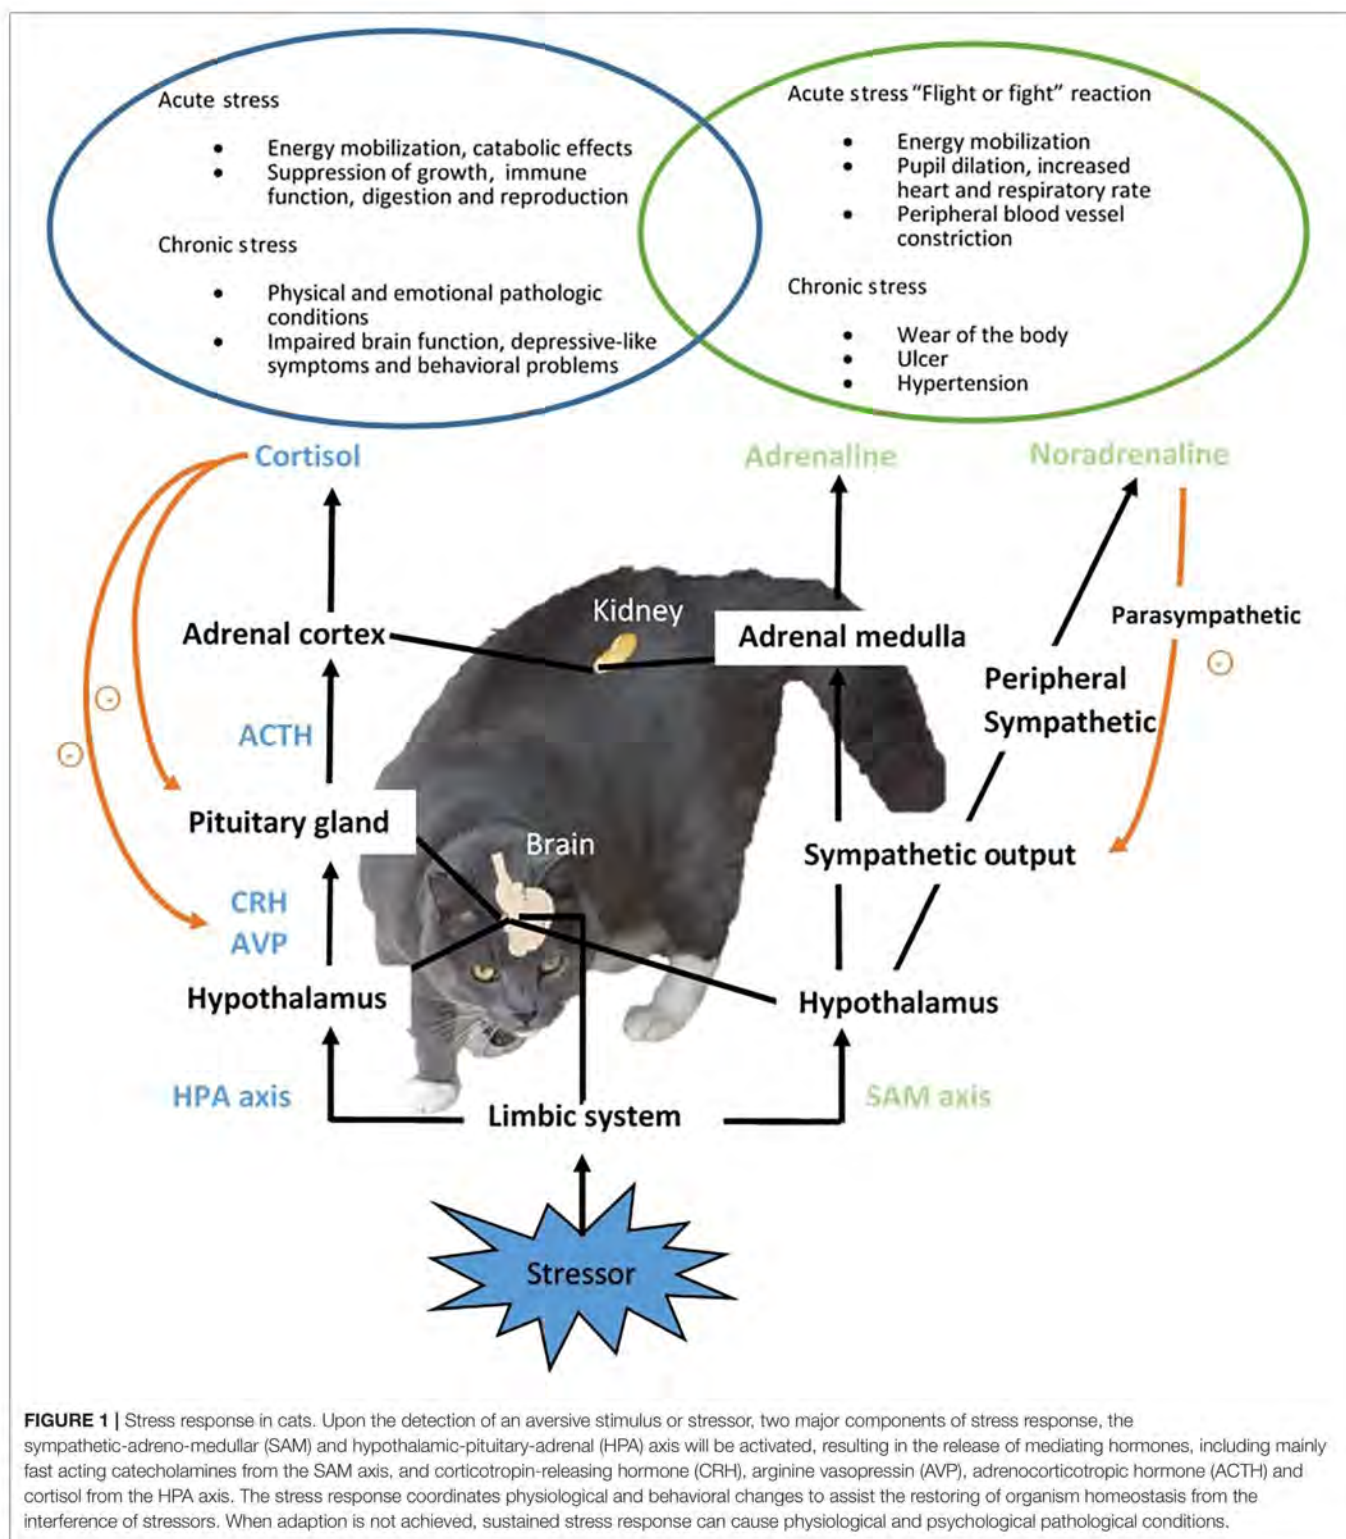 Acute stress
• Energy mobilization, catabolic effects
• Suppression of growth, immune
function, digestion and reproduction
Chronic stress
• Physical and emotional pathologic
conditions
• Impaired brain function, depressive-like
symptoms and behavioral problems
Acute stress "Flight or fight" reaction
• Energy mobilization
• Pupil dilation, increased
heart and respiratory rate
• Peripheral blood vessel
constriction
Chronic stress
• Wear of the body
• Ulcer
• Hypertension
Cortisol
Adrenaline
Noradrenaline
Kidney
Adrenal cortex
Adrenal medulla
Parasympathetic
-
Peripheral
Sympathetic
-
ACTH
-
Pituitary gland
Brain
Sympathetic output
CRH
AVP
Hypothalamus
Hypothalamus
HPA axis
SAM axis
Limbic system
Stressor
FIGURE 1 | Stress response in cats. Upon the detection of an aversive stimulus or stressor, two major components of stress response, the
sympathetic-adreno-medullar (SAM) and hypothalamic-pituitary-adrenal (HPA) axis will be activated, resulting in the release of mediating hormones, including mainly
fast acting catecholamines from the SAM axis, and corticotropin-releasing hormone (CRH), arginine vasopressin (AVP), adrenocorticotropic hormone (ACTH) and
cortisol from the HPA axis. The stress response coordinates physiological and behavioral changes to assist the restoring of organism homeostasis from the
interference of stressors. When adaption is not achieved, sustained stress response can cause physiological and psychological pathological conditions.